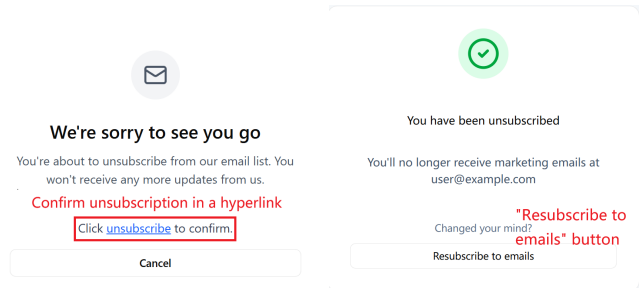 We're sorry to see you go
You're about to unsubscribe from our email list. You
won't receive any more updates from us.
Confirm unsubscription in a hyperlink
Click unsubscribe to confirm.
Cancel
You have been unsubscribed
You'll no longer receive marketing emails at
user@example.com
"Resubscribe to
emails" button
Changed your mind?
Resubscribe to emails